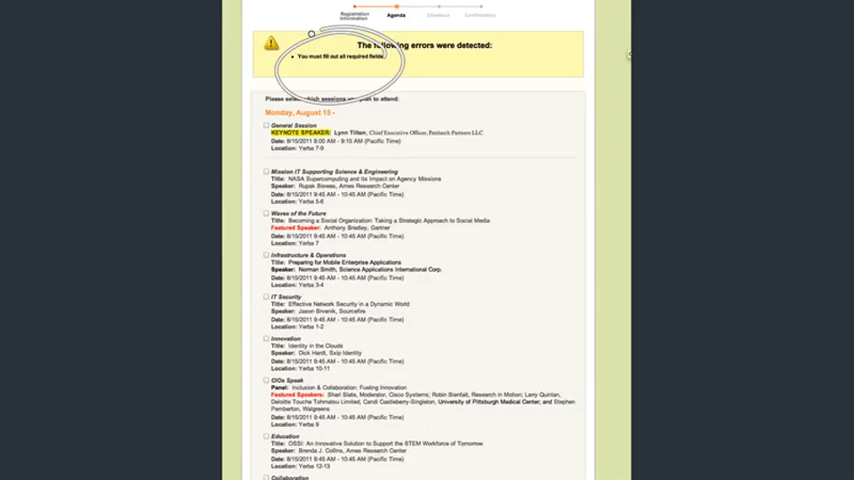 Registration
Information
Agenda
Checkout
Confirmation
The following errors were detected:
You must fill out all required fields.
Please select which sessions you plan to attend:
Monday, August 15 -
General Session
KEYNOTE SPEAKER: Lynn Tilton, Chief Executive Officer, Patriarch Partners LLC
Date: 8/15/2011 8:00 AM - 9:15 AM (Pacific Time)
Location: Yerba 7-9
Mission IT Supporting Science & Engineering
Title: NASA Supercomputing and Its Impact on Agency Missions
Speaker: Rupak Biswas, Ames Research Center
Date: 8/15/2011 9:45 AM - 10:45 AM (Pacific Time)
Location: Yerba 5-6
Waves of the Future
Title: Becoming a Social Organization: Taking a Strategic Approach to Social Media
Featured Speaker: Anthony Bradley, Gartner
Date: 8/15/2011 9:45 AM - 10:45 AM (Pacific Time)
Location: Yerba 7
Infrastructure & Operations
Title: Preparing for Mobile Enterprise Applications
Speaker: Norman Smith, Science Applications International Corp.
Date: 8/15/2011 9:45 AM - 10:45 AM (Pacific Time)
Location: Yerba 3-4
IT Security
Title: Effective Network Security in a Dynamic World
Speaker: Jason Brvenik, Sourcefire
Date: 8/15/2011 9:45 AM - 10:45 AM (Pacific Time)
Location: Yerba 1-2
Innovation
Title: Identity in the Clouds
Speaker: Dick Hardt, Sxip Identity
Date: 8/15/2011 9:45 AM - 10:45 AM (Pacific Time)
Location: Yerba 10-11
CIOs Speak
Panel: Inclusion & Collaboration: Fueling Innovation
Featured Speakers: Shari Slate, Moderator, Cisco Systems; Robin Bienfait, Research in Motion; Larry Quinlan,
Deloitte Touche Tohmatsu Limited, Candi Castleberry-Singleton, University of Pittsburgh Medical Center; and Stephen
Pemberton, Walgreens
Date: 8/15/2011 9:45 AM - 10:45 AM (Pacific Time)
Location: Yerba 9
Education
Title: OSSI: An Innovative Solution to Support the STEM Workforce of Tomorrow
Speaker: Brenda J. Collins, Ames Research Center
Date: 8/15/2011 9:45 AM - 10:45 AM (Pacific Time)
Location: Yerba 12-13
Collaboration